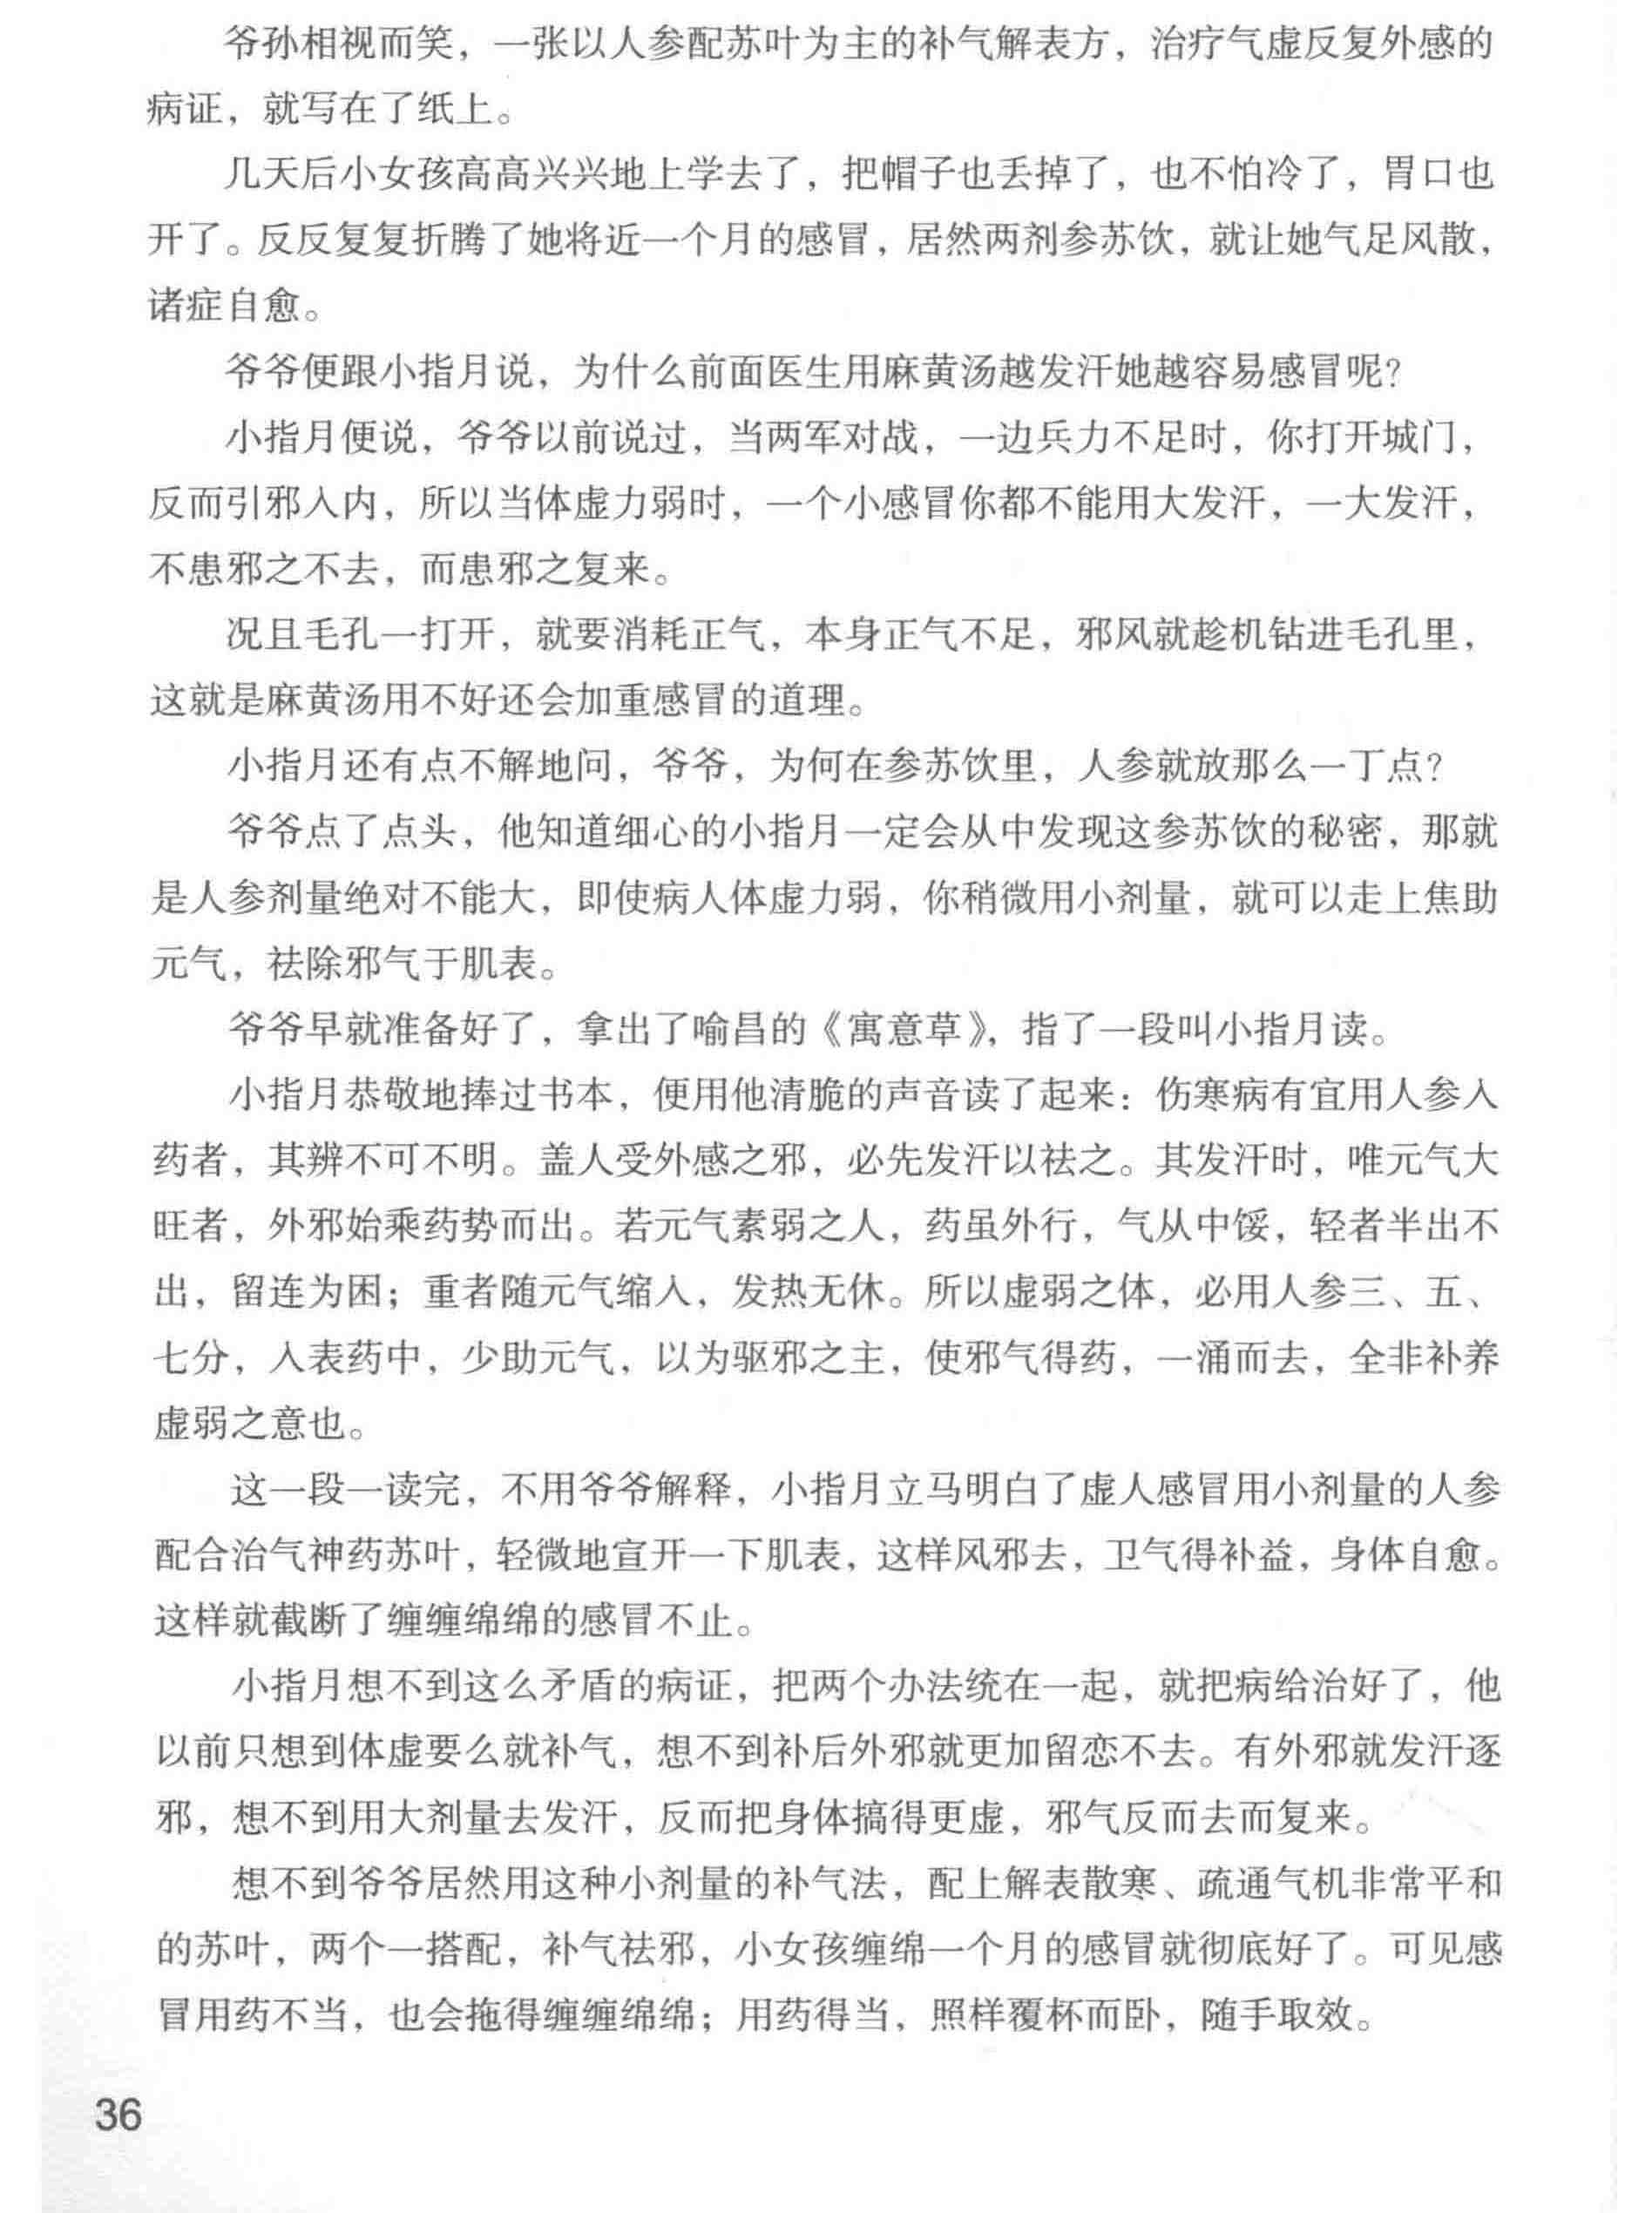 爷孙相视而笑，一张以人参配苏叶为主的补气解表方，治疗气虚反复外感的
病证，就写在了纸上。
几天后小女孩高高兴兴地上学去了，把帽子也丢掉了，也不怕冷了，胃口也
开了。反反复复折腾了她将近一个月的感冒，居然两剂参苏饮，就让她气足风散，
诸症自愈。
爷爷便跟小指月说，为什么前面医生用麻黄汤越发汗她越容易感冒呢？
小指月便说，爷爷以前说过，当两军对战，一边兵力不足时，你打开城门，
反而引邪入内，所以当体虚力弱时，一个小感冒你都不能用大发汗，一大发汗，
不患邪之不去，而患邪之复来。
况且毛孔一打开，就要消耗正气，本身正气不足，邪风就趁机钻进毛孔里，
这就是麻黄汤用不好还会加重感冒的道理。
小指月还有点不解地问，爷爷，为何在参苏饮里，人参就放那么一丁点？
爷爷点了点头，他知道细心的小指月一定会从中发现这参苏饮的秘密，那就
是人参剂量绝对不能大，即使病人体虚力弱，你稍微用小剂量，就可以走上焦助
元气，祛除邪气于肌表。
爷爷早就准备好了，拿出了喻昌的《寓意草》，指了一段叫小指月读。
小指月恭敬地捧过书本，便用他清脆的声音读了起来：伤寒病有宜用人参入
药者，其辨不可不明。盖人受外感之邪，必先发汗以祛之。其发汗时，唯元气大
旺者，外邪始乘药势而出。若元气素弱之人，药虽外行，气从中馁，轻者半出不
出，留连为困；重者随元气缩入，发热无休。所以虚弱之体，必用人参三、五、
七分，入表药中，少助元气，以为驱邪之主，使邪气得药，一涌而去，全非补养
虚弱之意也。
这一段一读完，不用爷爷解释，小指月立马明白了虚人感冒用小剂量的人参
配合治气神药苏叶，轻微地宣开一下肌表，这样风邪去，卫气得补益，身体自愈。
这样就截断了缠缠绵绵的感冒不止。
小指月想不到这么矛盾的病证，把两个办法统在一起，就把病给治好了，他
以前只想到体虚要么就补气，想不到补后外邪就更加留恋不去。有外邪就发汗逐
邪，想不到用大剂量去发汗，反而把身体搞得更虚，邪气反而去而复来。
想不到爷爷居然用这种小剂量的补气法，配上解表散寒、疏通气机非常平和
的苏叶，两个一搭配，补气祛邪，小女孩缠绵一个月的感冒就彻底好了。可见感
冒用药不当，也会拖得缠缠绵绵；用药得当，照样覆杯而卧，随手取效。
36